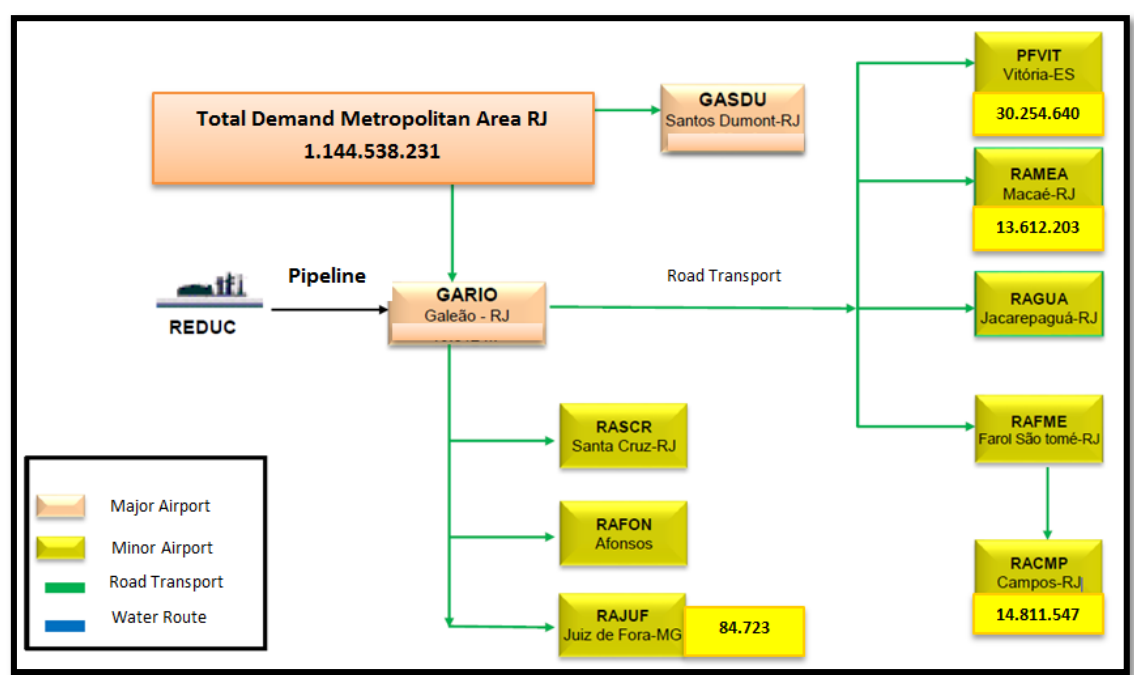 Total Demand Metropolitan Area RJ
1.144.538.231
GASDU
Santos Dumont-RJ
PFVIT
Vitória-ES
30.254.640
RAMEA
Macaé-RJ
13.612.203
REDUC
Pipeline
GARIO
Galeão - RJ
Road Transport
RAGUA
Jacarepaguá-RJ
RASCR
Santa Cruz-RJ
RAFME
Farol São tomé-RJ
RAFON
Afonsos
RACMP
Campos-RJ
14.811.547
RAJUF
Juiz de Fora-MG
84.723
Major Airport
Minor Airport
Road Transport
Water Route